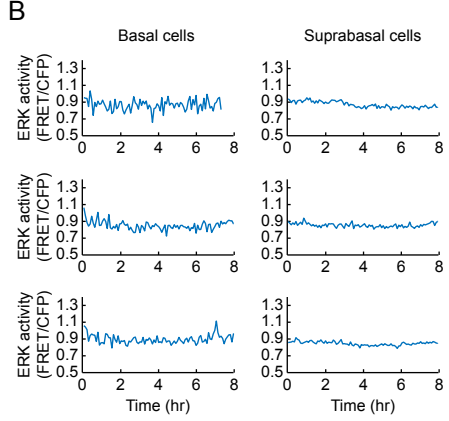 B
Basal cells
Suprabasal cells
ERK activity
(FRET/CFP)
1.3
1.1
0.9
0.7
0.5
0 2 4 6 8
0 2 4 6 8
ERK activity
(FRET/CFP)
1.3
1.1
0.9
0.7
0.5
0 2 4 6 8
0 2 4 6 8
ERK activity
(FRET/CFP)
1.3
1.1
0.9
0.7
0.5
0 2 4 6 8
Time (hr)
1.3
1.1
0.9
0.7
0.5
1.3
1.1
0.9
0.7
0.5
1.3
1.1
0.9
0.7
0.5
0 2 4 6 8
Time (hr)